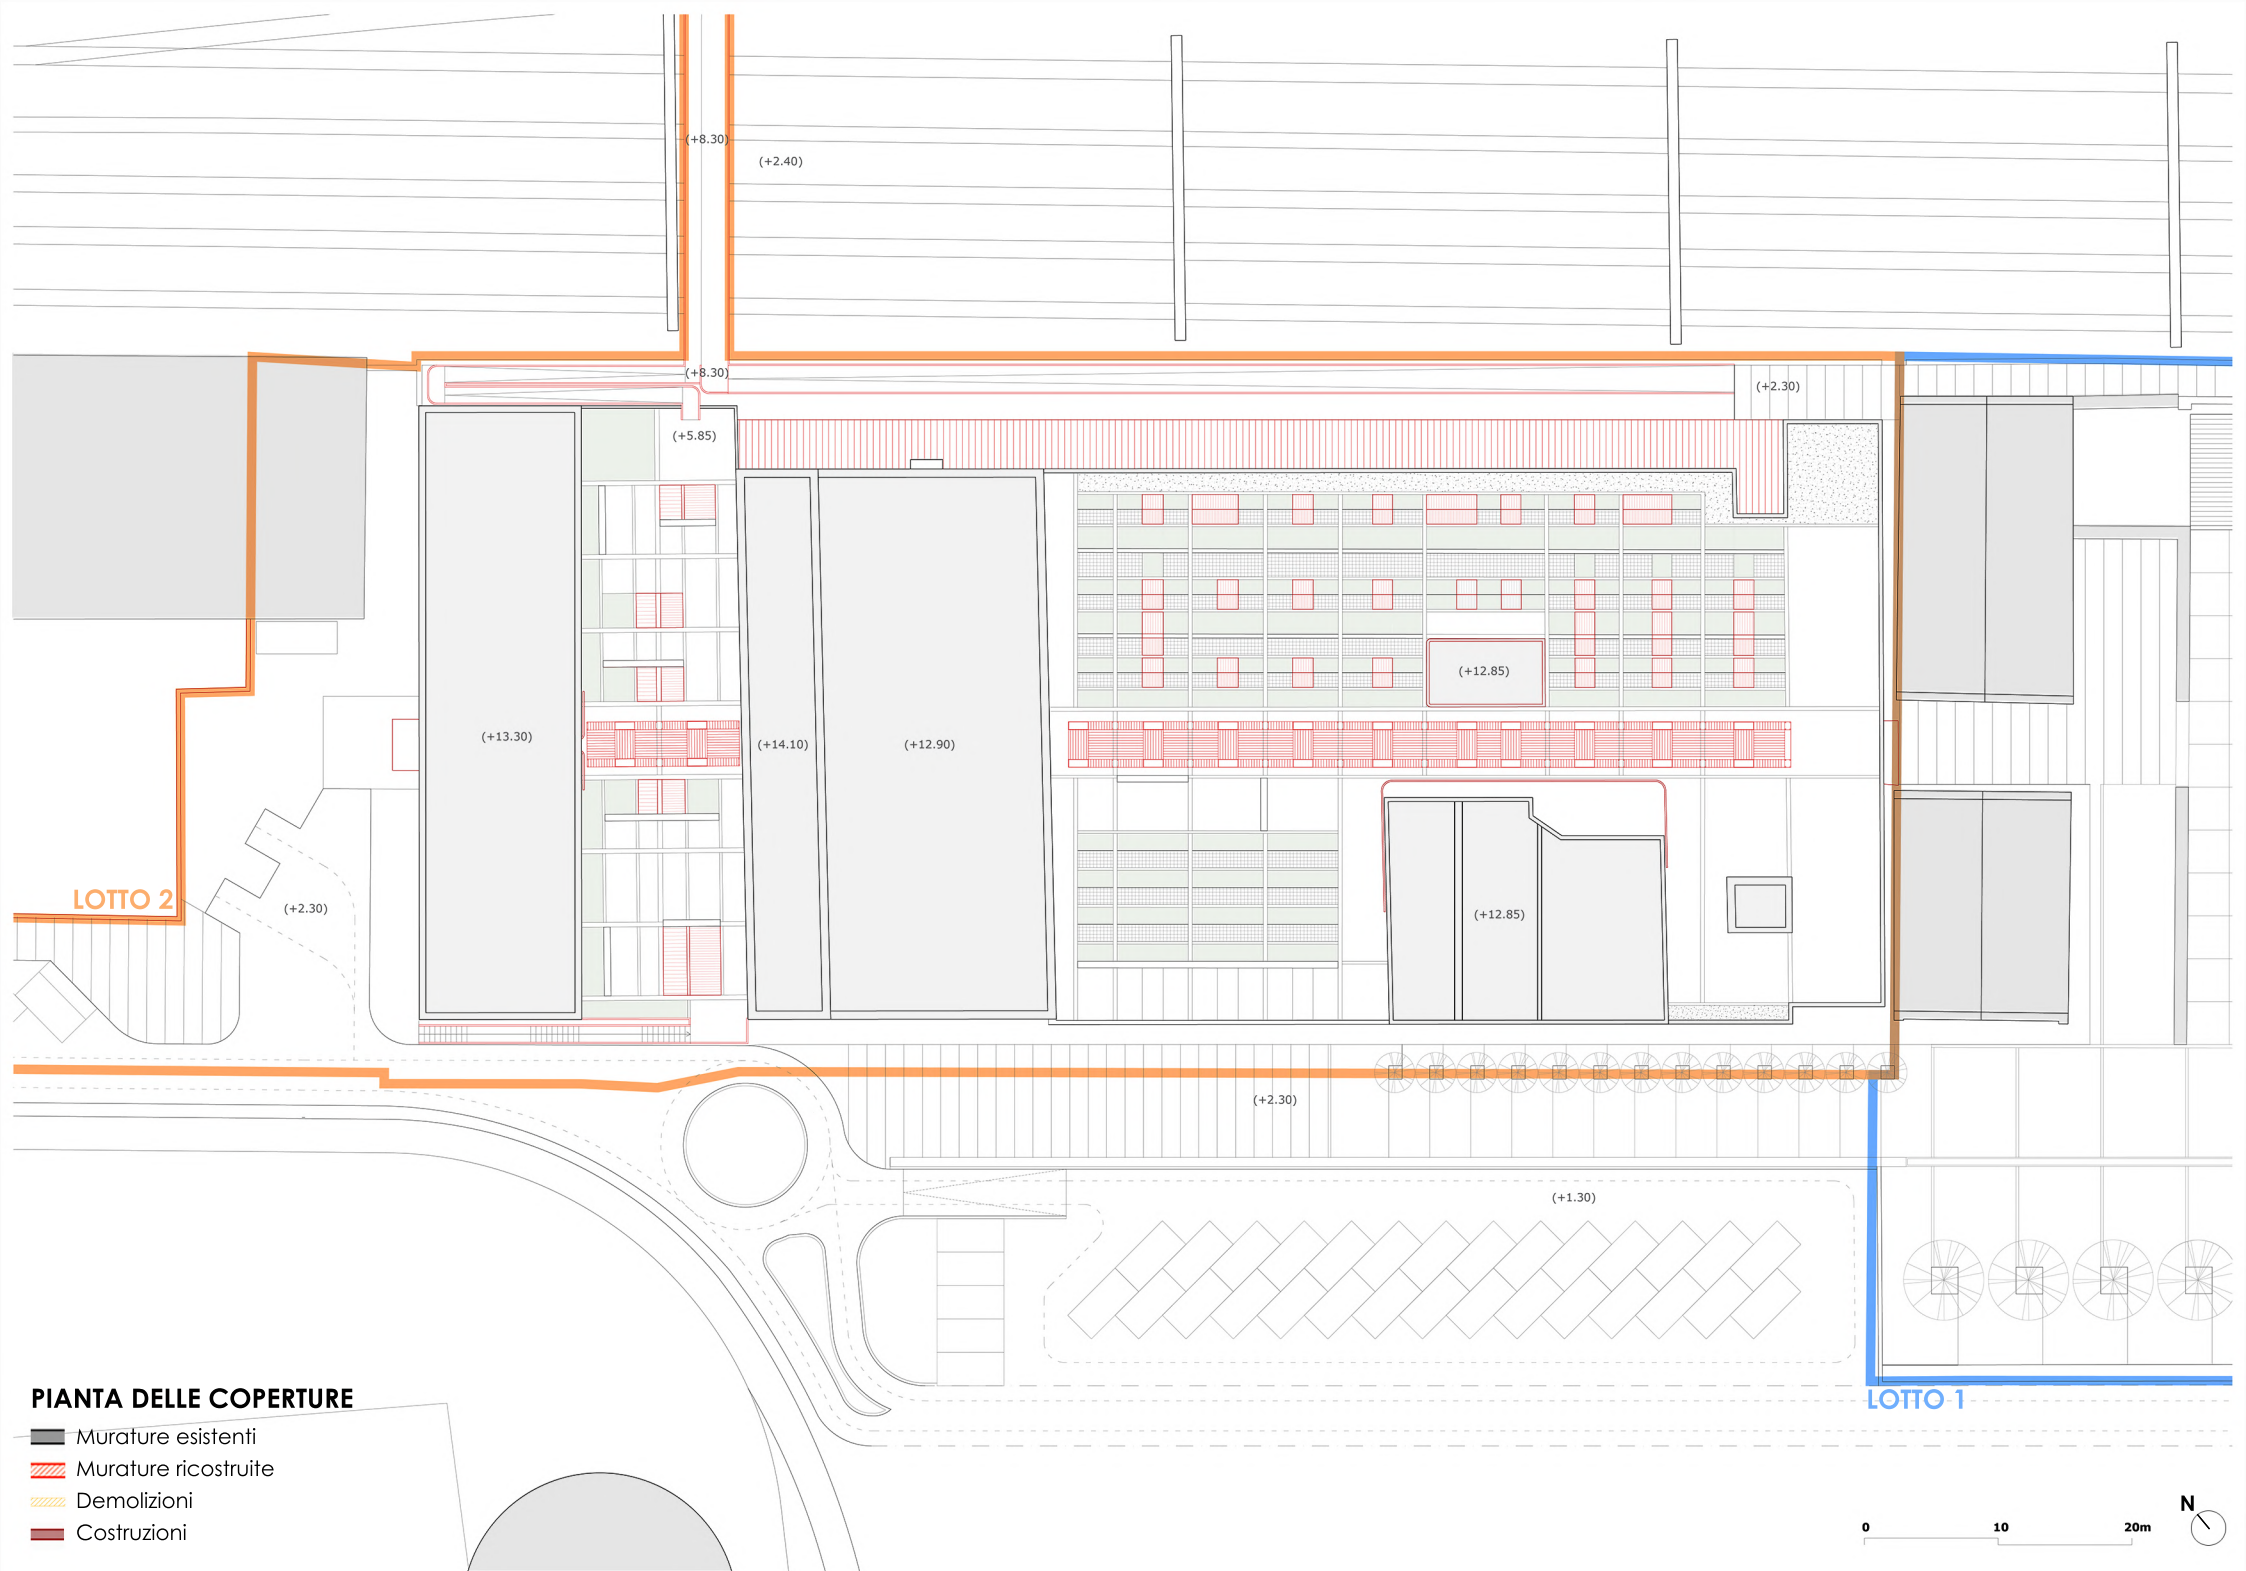 (+8.30)
(+2.40)
(+8.30)
(+2.30)
(+5.85)
(+12.85)
(+13.30)
(+14.10)
(+12.90)
LOTTO 2
(+2.30)
(+12.85)
(+2.30)
(+1.30)
LOTTO 1
PIANTA DELLE COPERTURE
Murature esistenti
Murature ricostruite
Demolizioni
Costruzioni
N
0 10 20m